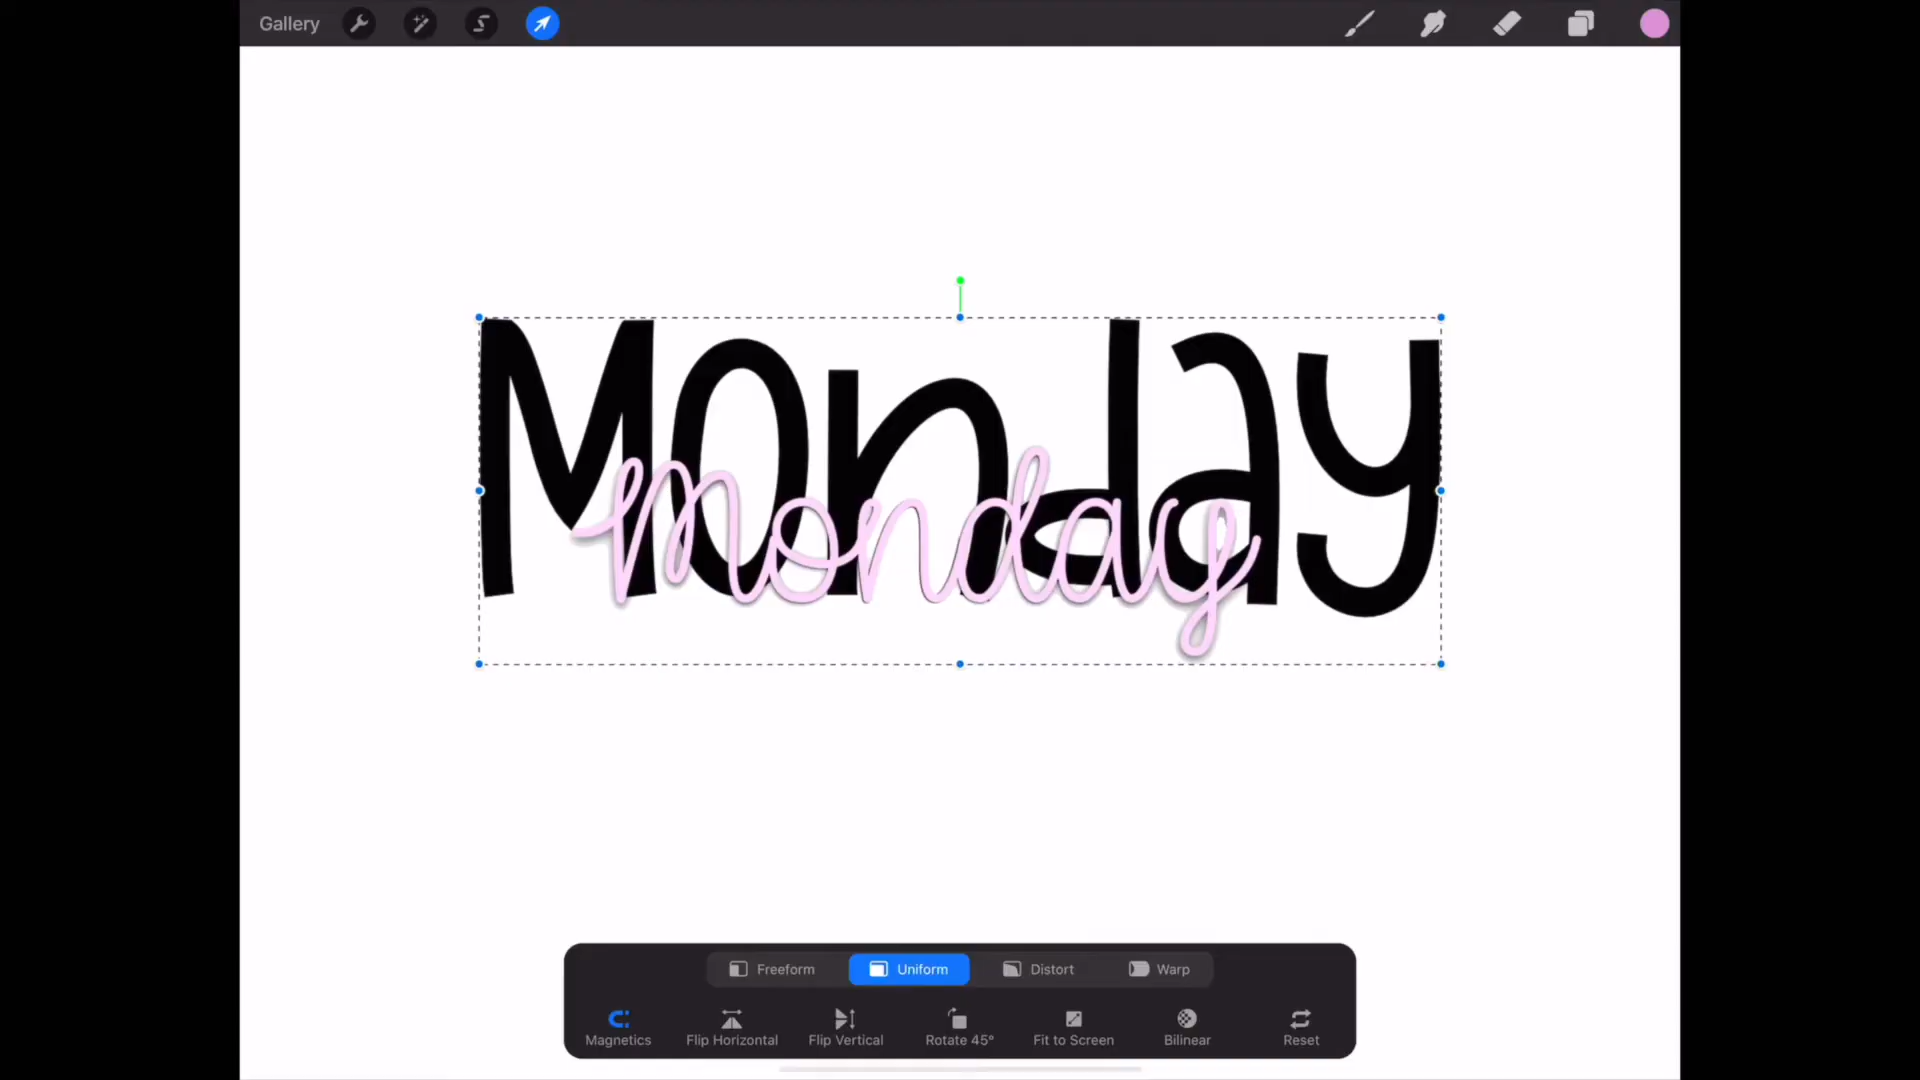 Gallery
Monday
Monday
Freeform Uniform Distort Warp
Magnetics Flip Horizontal Flip Vertical Rotate 45° Fit to Screen Bilinear Reset